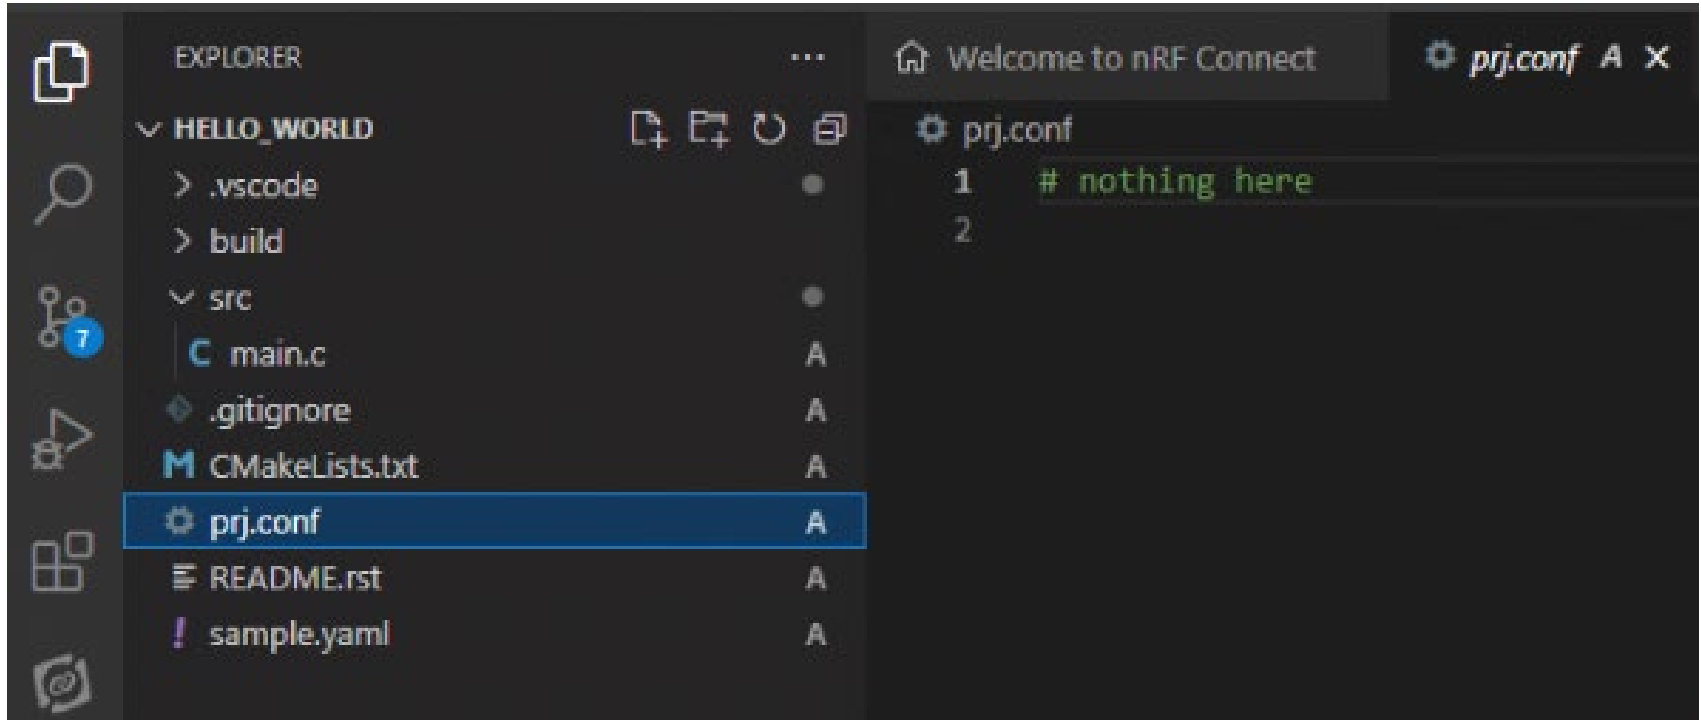 EXPLORER
HELLO_WORLD
.vscode
build
src
C main.c A
.gitignore A
M CMakeLists.txt A
prj.conf A
README.rst A
! sample.yaml A
7
Welcome to nRF Connect
prj.conf A
prj.conf
1 # nothing here
2